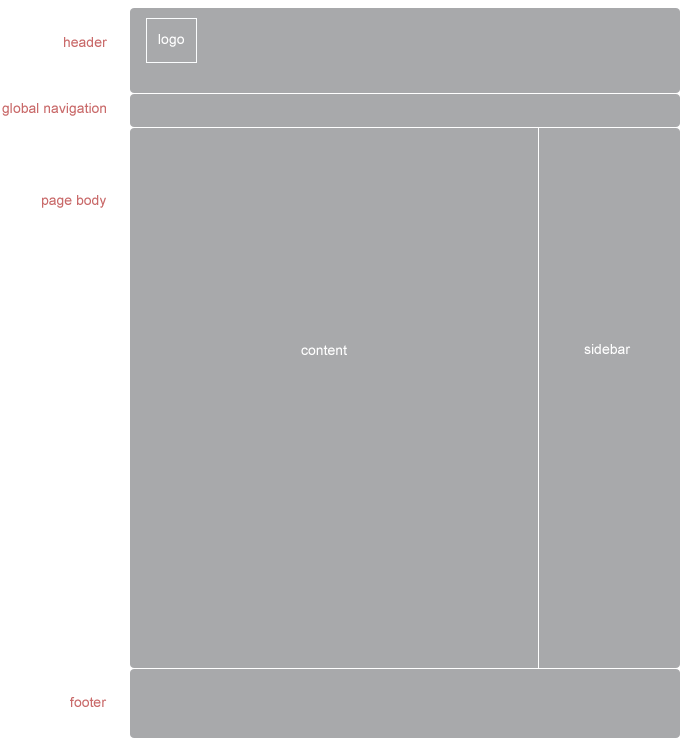 header
logo
global navigation
page body
content
sidebar
footer